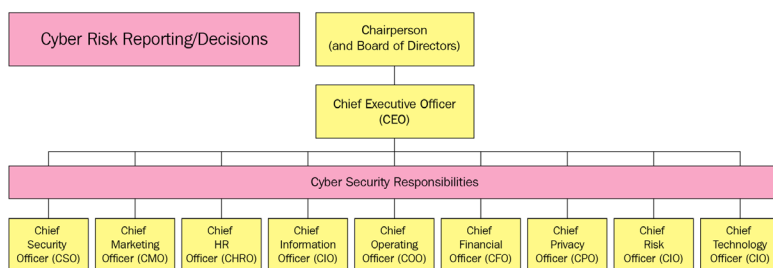 Cyber Risk Reporting/Decisions
Chairperson
(and Board of Directors)
Chief Executive Officer
(CEO)
Cyber Security Responsibilities
Chief
Security
Officer (CSO)
Chief
Marketing
Officer (CMO)
Chief
HR
Officer (CHRO)
Chief
Information
Officer (CIO)
Chief
Operating
Officer (COO)
Chief
Financial
Officer (CFO)
Chief
Privacy
Officer (CPO)
Chief
Risk
Officer (CIO)
Chief
Technology
Officer (CIO)